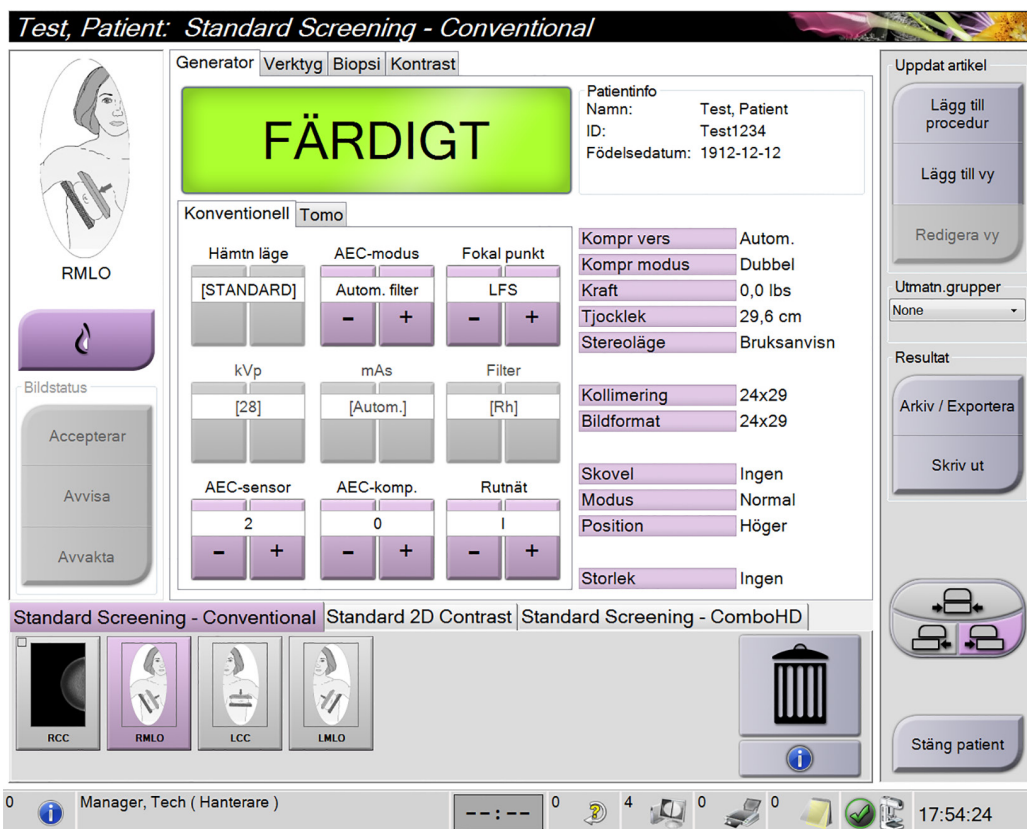 Test, Patient: Standard Screening - Conventional
RMLO
Bildstatus
Accepterar
Avvisa
Avvakta
Generator Verktyg Biopsi Kontrast
FÄRDIGT
Patientinfo
Namn: Test, Patient
ID: Test1234
Födelsedatum: 1912-12-12
Konventionell Tomo
Hämtn läge AEC-modus Fokal punkt
[STANDARD] Autom. filter LFS
- + - +
kVp mAs Filter
[28] [Autom.] [Rh]
AEC-sensor AEC-komp. Rutnät
2 0 I
- + - + - +
Kompr vers Autom.
Kompr modus Dubbel
Kraft 0,0 lbs
Tjocklek 29,6 cm
Stereoläge Bruksanvisn
Kollimering 24x29
Bildformat 24x29
Skovel Ingen
Modus Normal
Position Höger
Storlek Ingen
Uppdat artikel
Lägg till
procedur
Lägg till vy
Redigera vy
Utmatn.grupper
None
Resultat
Arkiv / Exportera
Skriv ut
Stäng patient
Standard Screening - Conventional Standard 2D Contrast Standard Screening - ComboHD
RCC RMLO LCC LMLO
0 Manager, Tech ( Hanterare ) --:-- 0 4 0 0 17:54:24